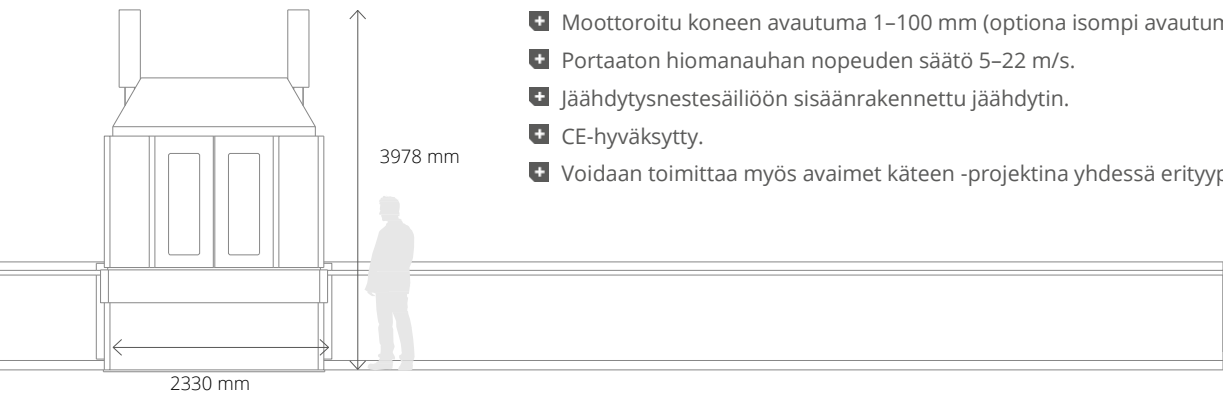 Moottoroitu koneen avautuma 1–100 mm (optiona isompi
Portaaton hiomanauhan nopeuden säätö 5–22 m/s.
Jäähdytysnestesäiliöön sisäänrakennettu jäähdytin.
CE-hyväksytty.
Voidaan toimittaa myös avaimet käteen -projektina yhdessä
3978 mm
2330 mm